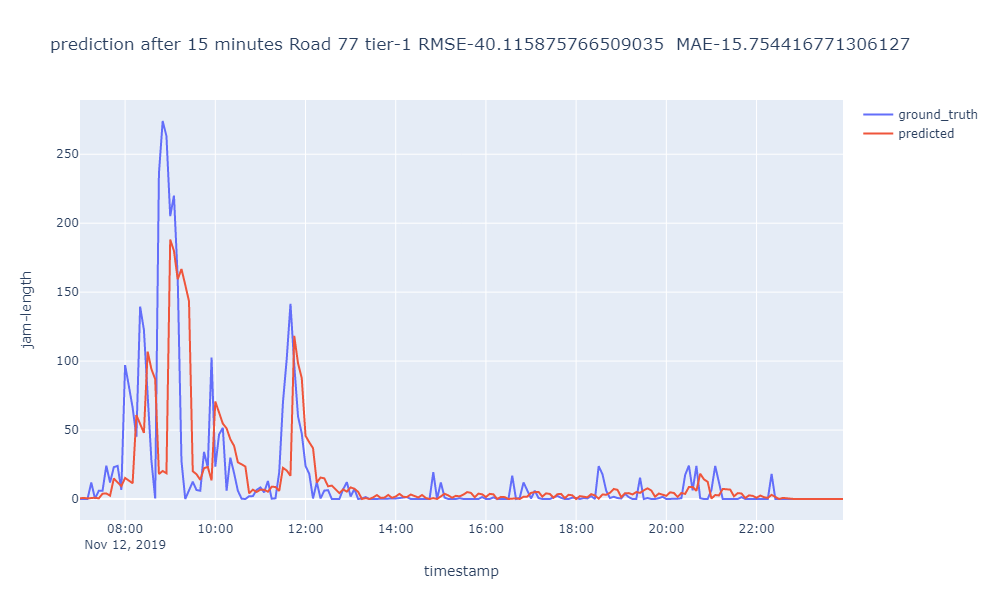 prediction after 15 minutes Road 77 tier-1 RMSE-40.115875766509035  MAE-15.754416771306127
ground_truth
predicted
250
200
150
100
50
0
jam-length
08:00 10:00 12:00 14:00 16:00 18:00 20:00 22:00
Nov 12, 2019
timestamp